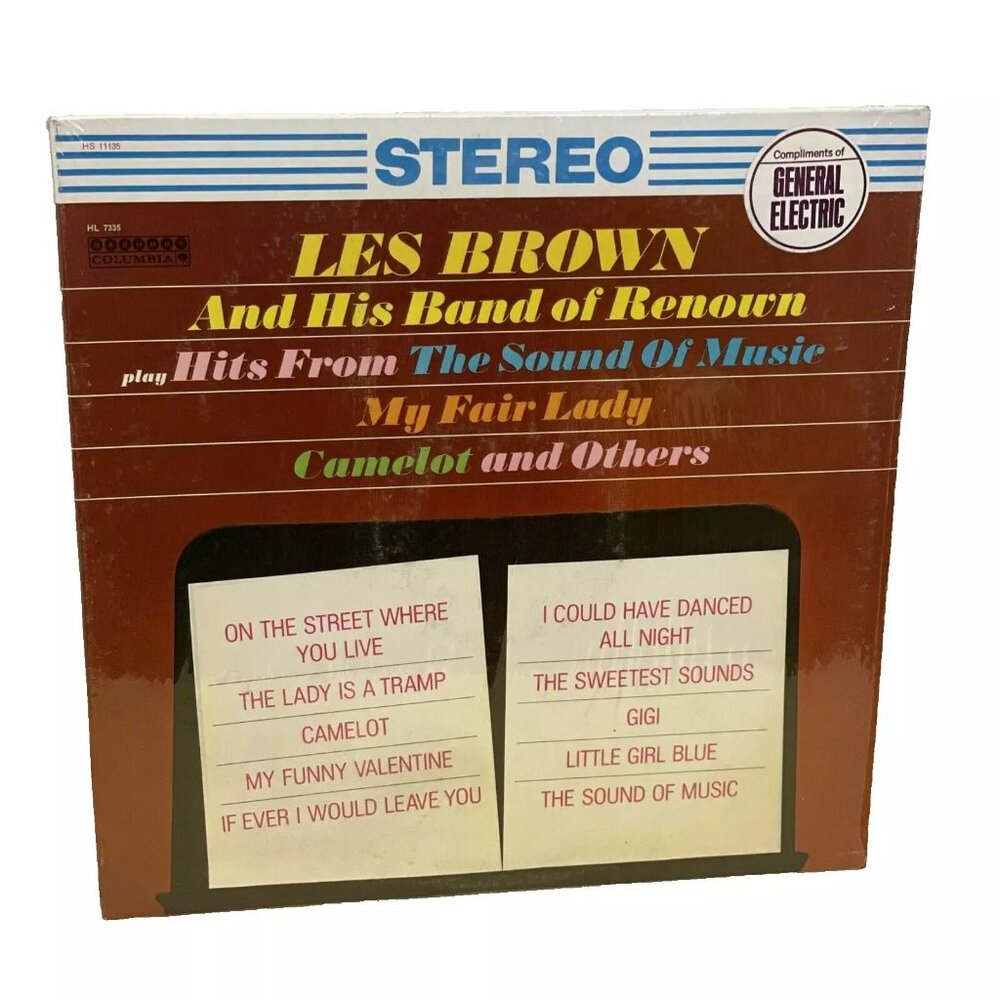 HS 11135
STEREO
Compliments of
GENERAL
ELECTRIC
HL 7335
HARMONY
COLUMBIA
LES BROWN
And His Band of Renown
play Hits From The Sound Of Music
My Fair Lady
Camelot and Others
ON THE STREET WHERE
YOU LIVE
THE LADY IS A TRAMP
CAMELOT
MY FUNNY VALENTINE
IF EVER I WOULD LEAVE YOU
I COULD HAVE DANCED
ALL NIGHT
THE SWEETEST SOUNDS
GIGI
LITTLE GIRL BLUE
THE SOUND OF MUSIC